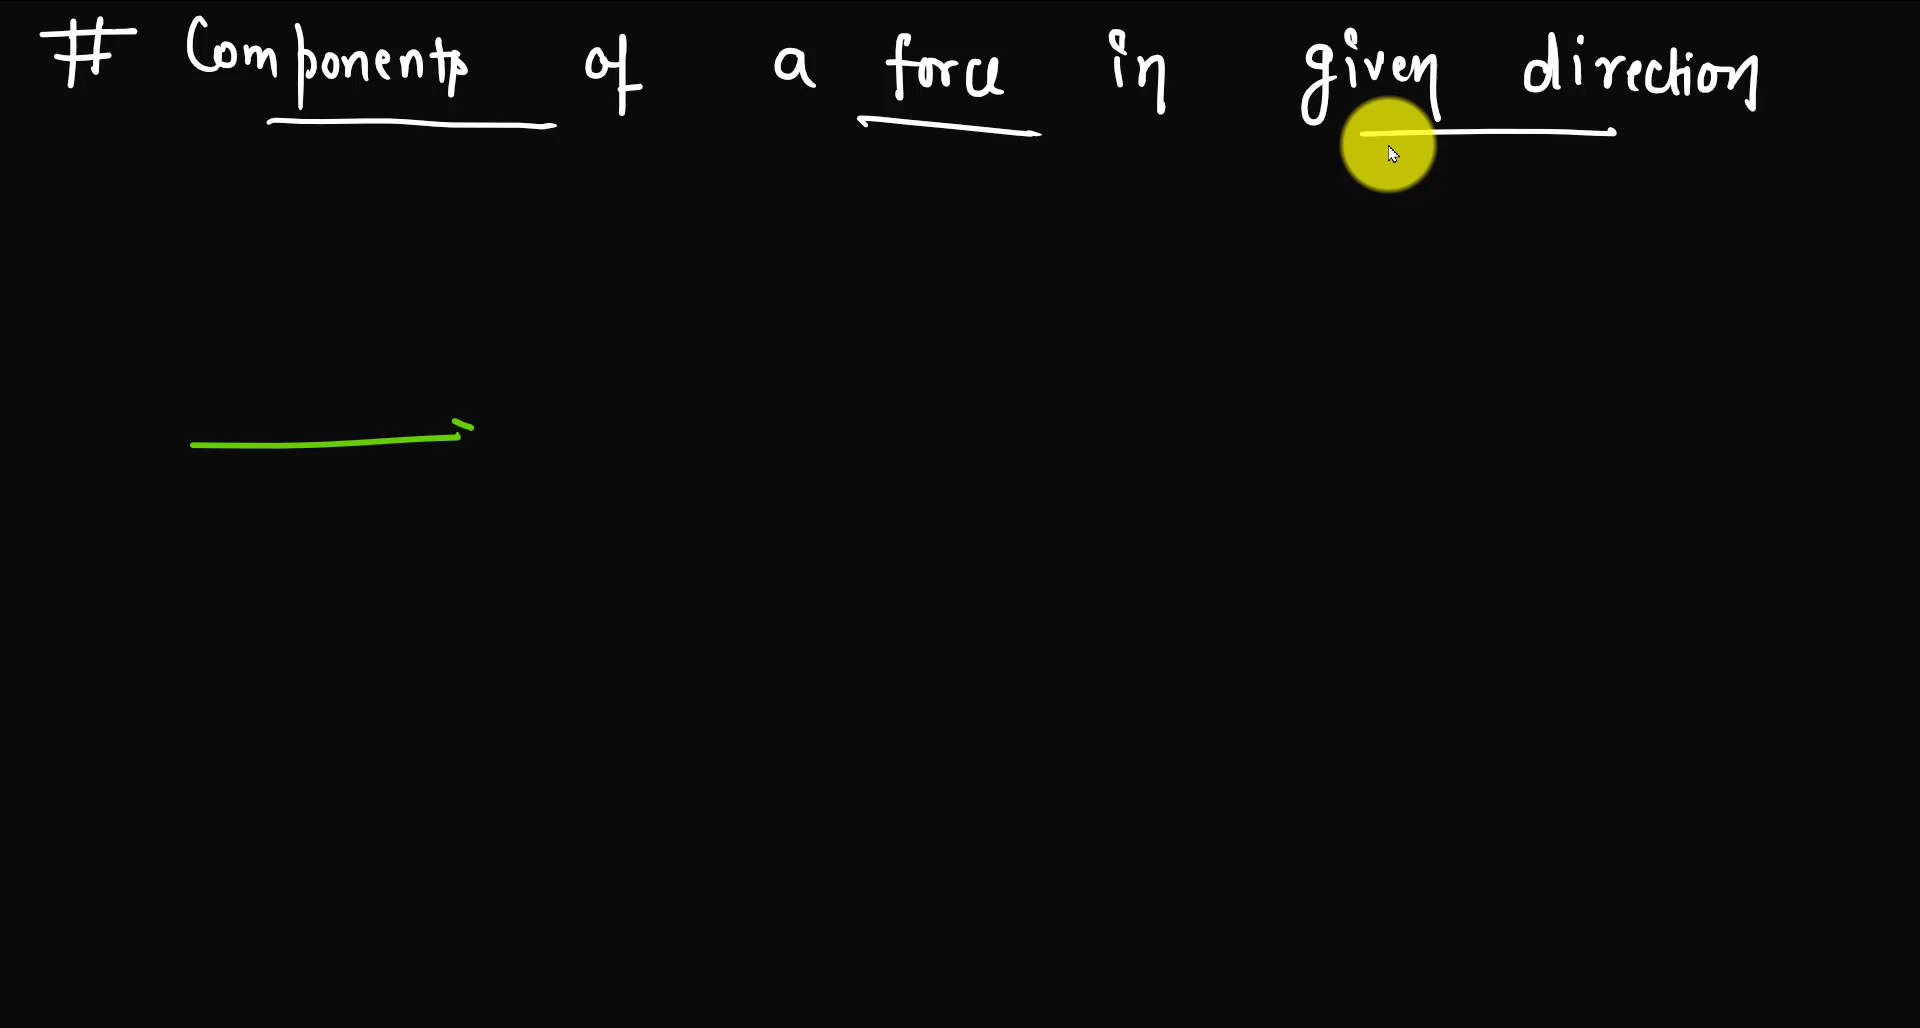 # Components of a force in given direction